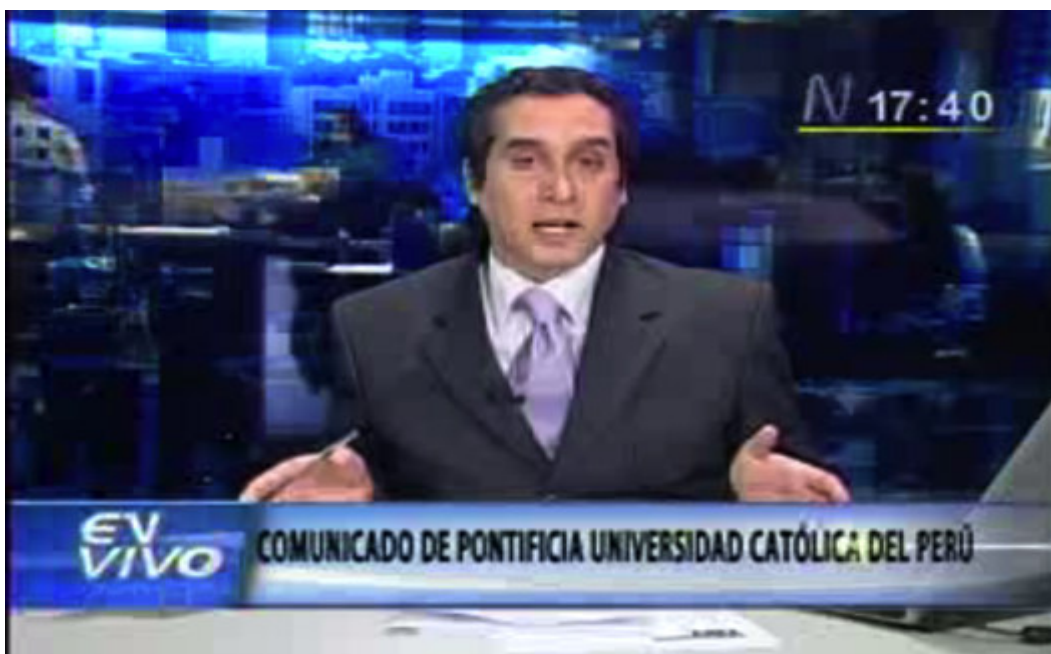 N 17:40
EN VIVO
COMUNICADO DE PONTIFICIA UNIVERSIDAD CATÓLICA DEL PERÚ